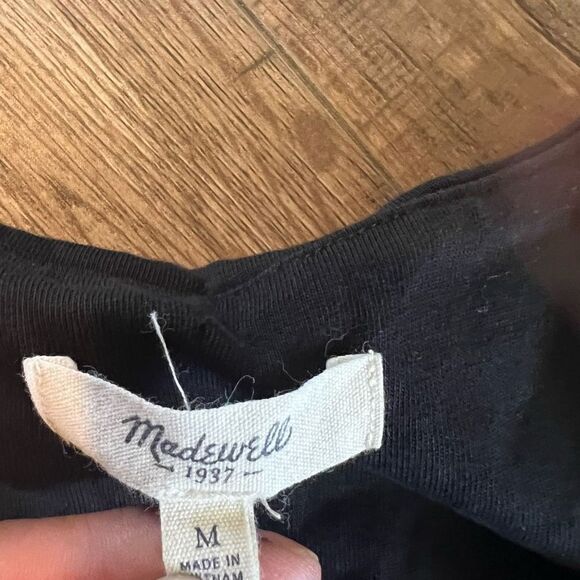 Madewell
— 1937 —
M
MADE IN